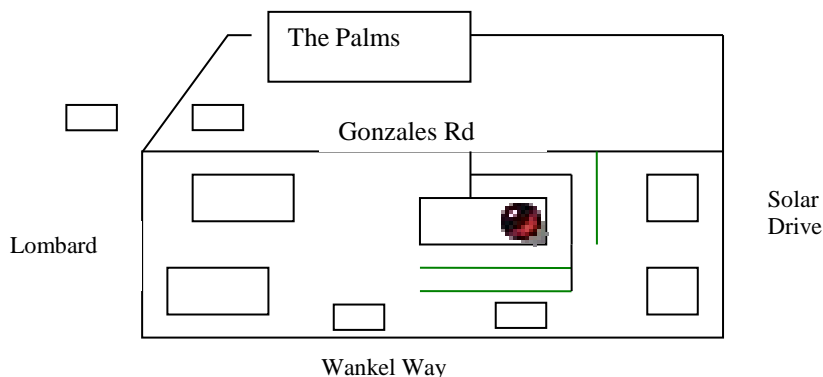 The Palms
Gonzales Rd
Solar
Drive
Lombard
Wankel Way